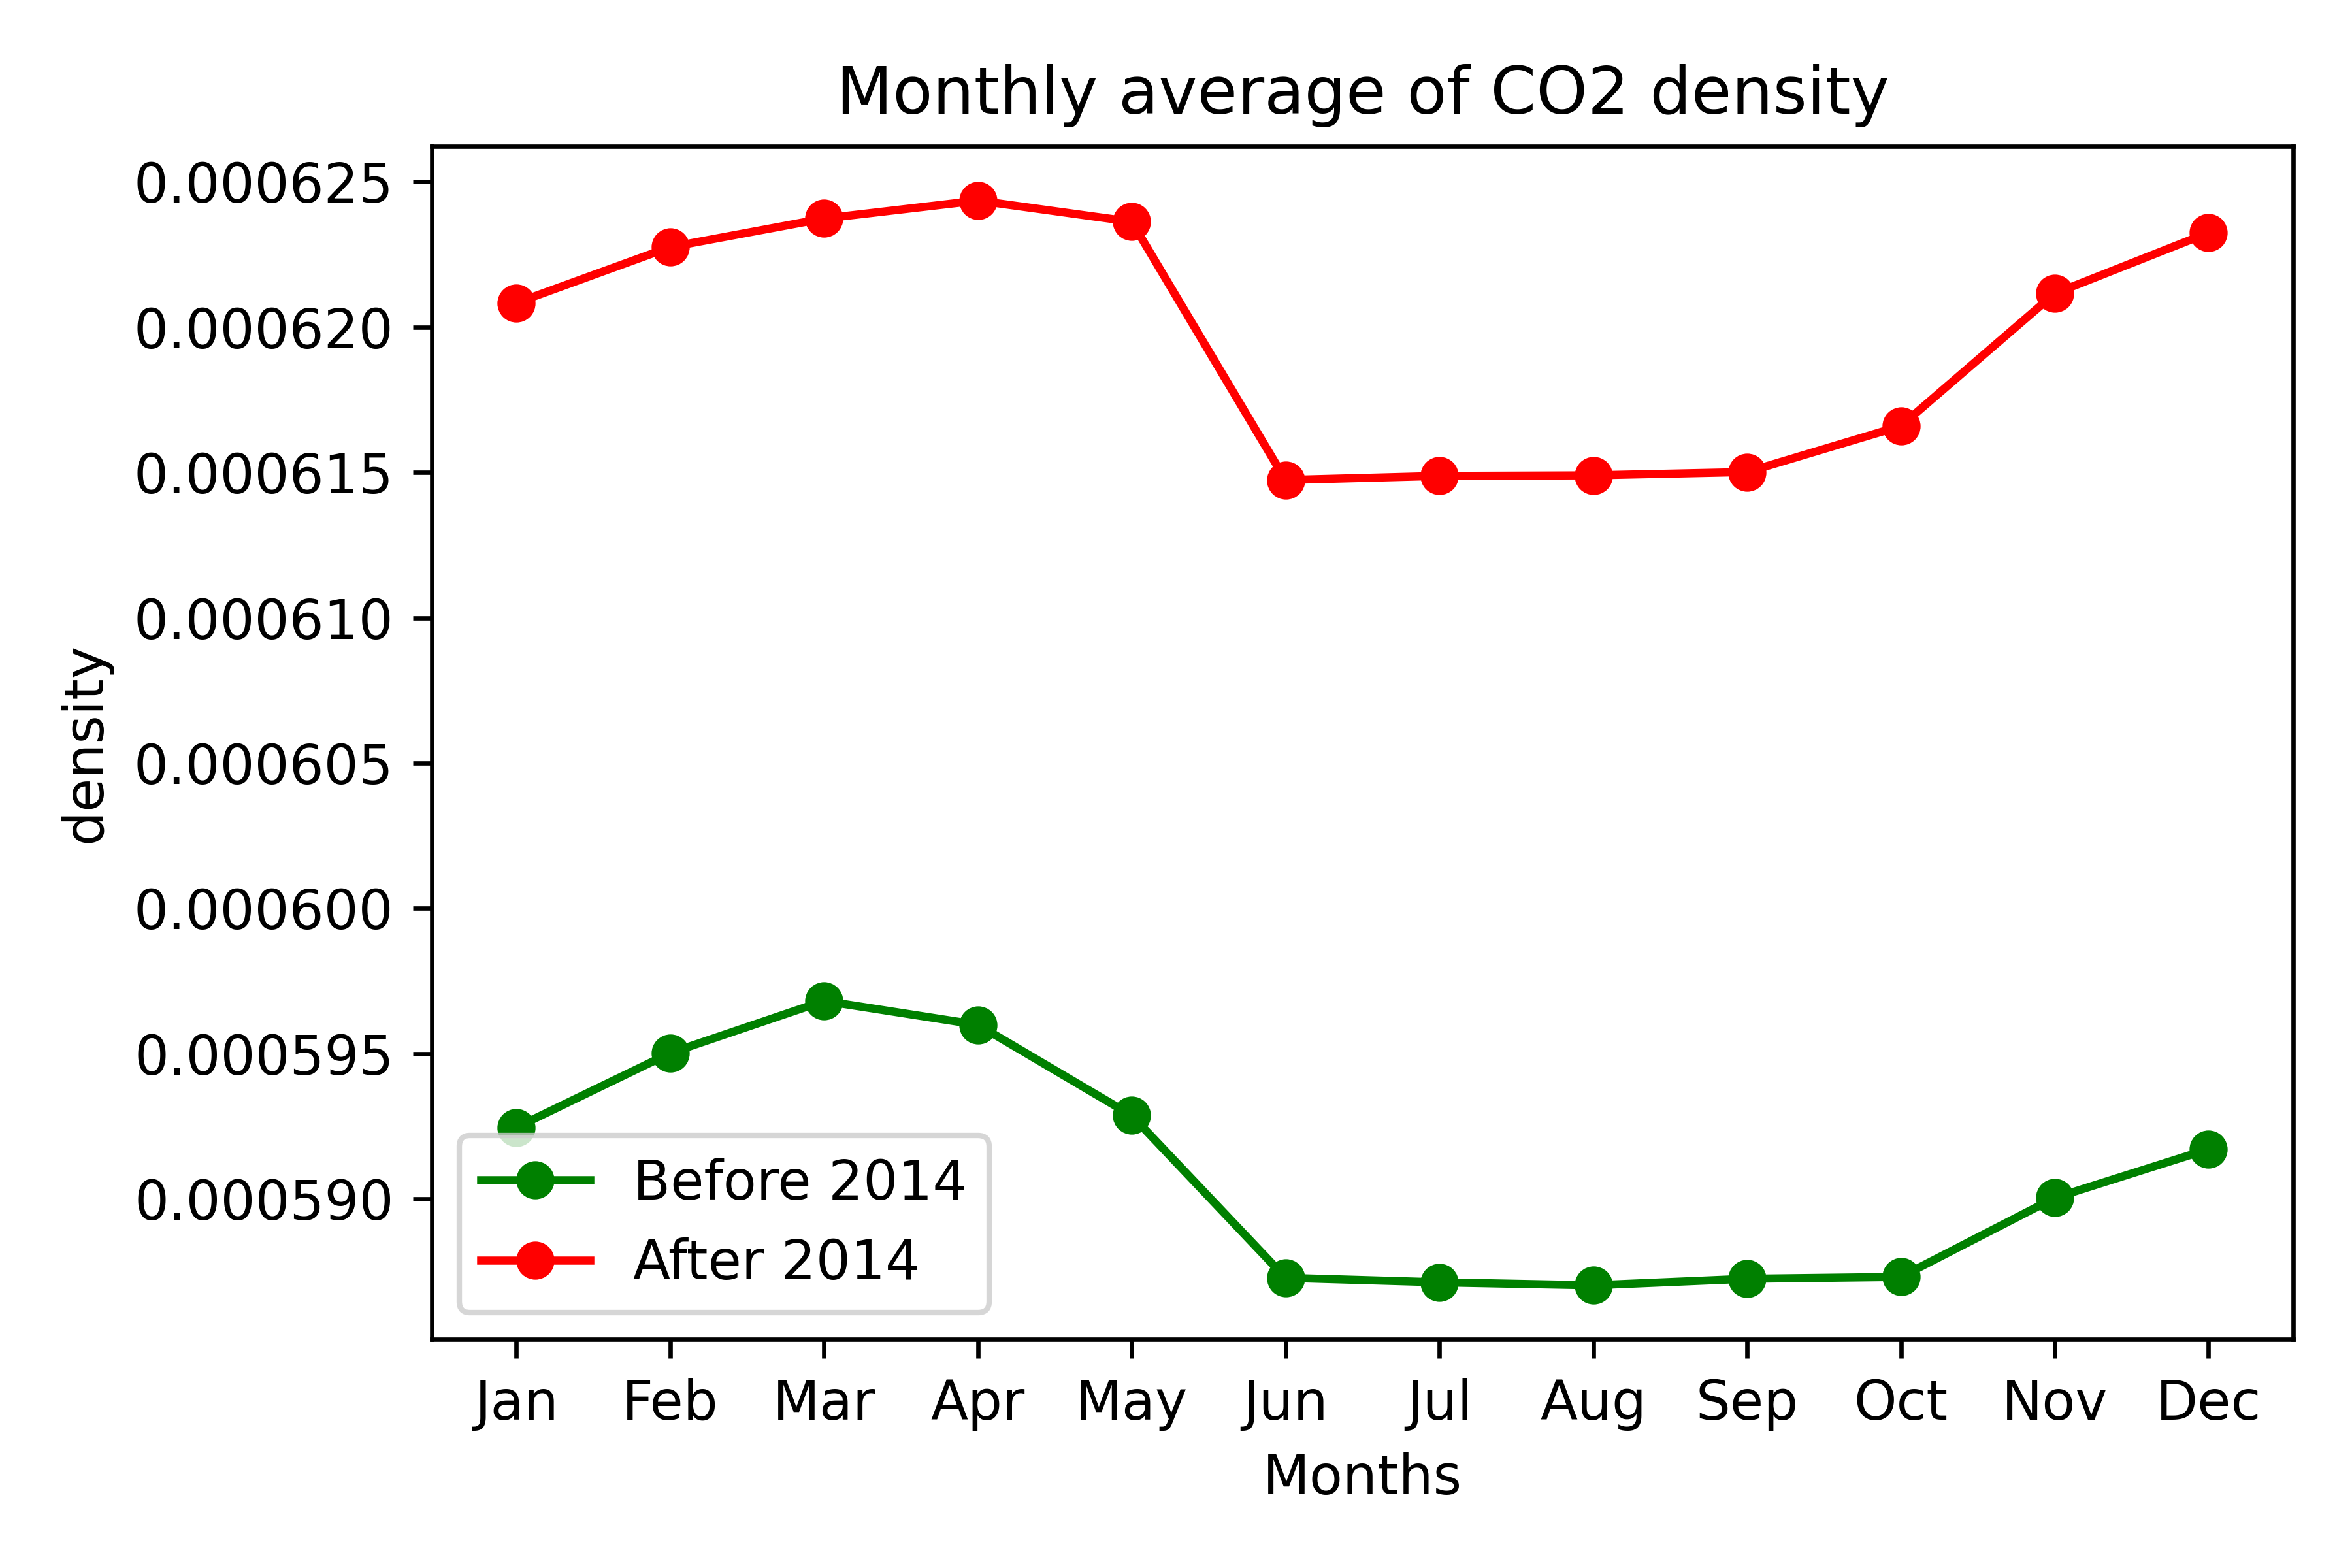 Monthly average of CO2 density
0.000625
0.000620
0.000615
0.000610
0.000605
0.000600
0.000595
0.000590
density
Before 2014
After 2014
Jan Feb Mar Apr May Jun Jul Aug Sep Oct Nov Dec
Months